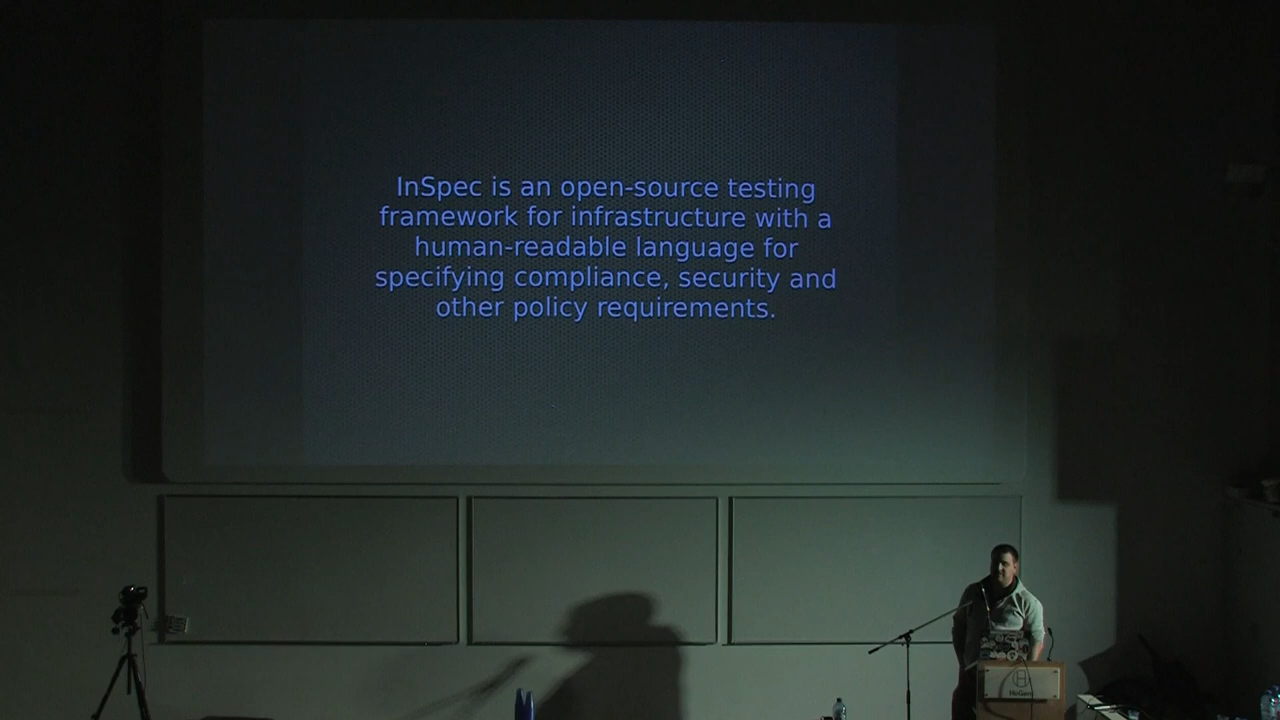 InSpec is an open-source testing
framework for infrastructure with a
human-readable language for
specifying compliance, security and
other policy requirements.
HoGent